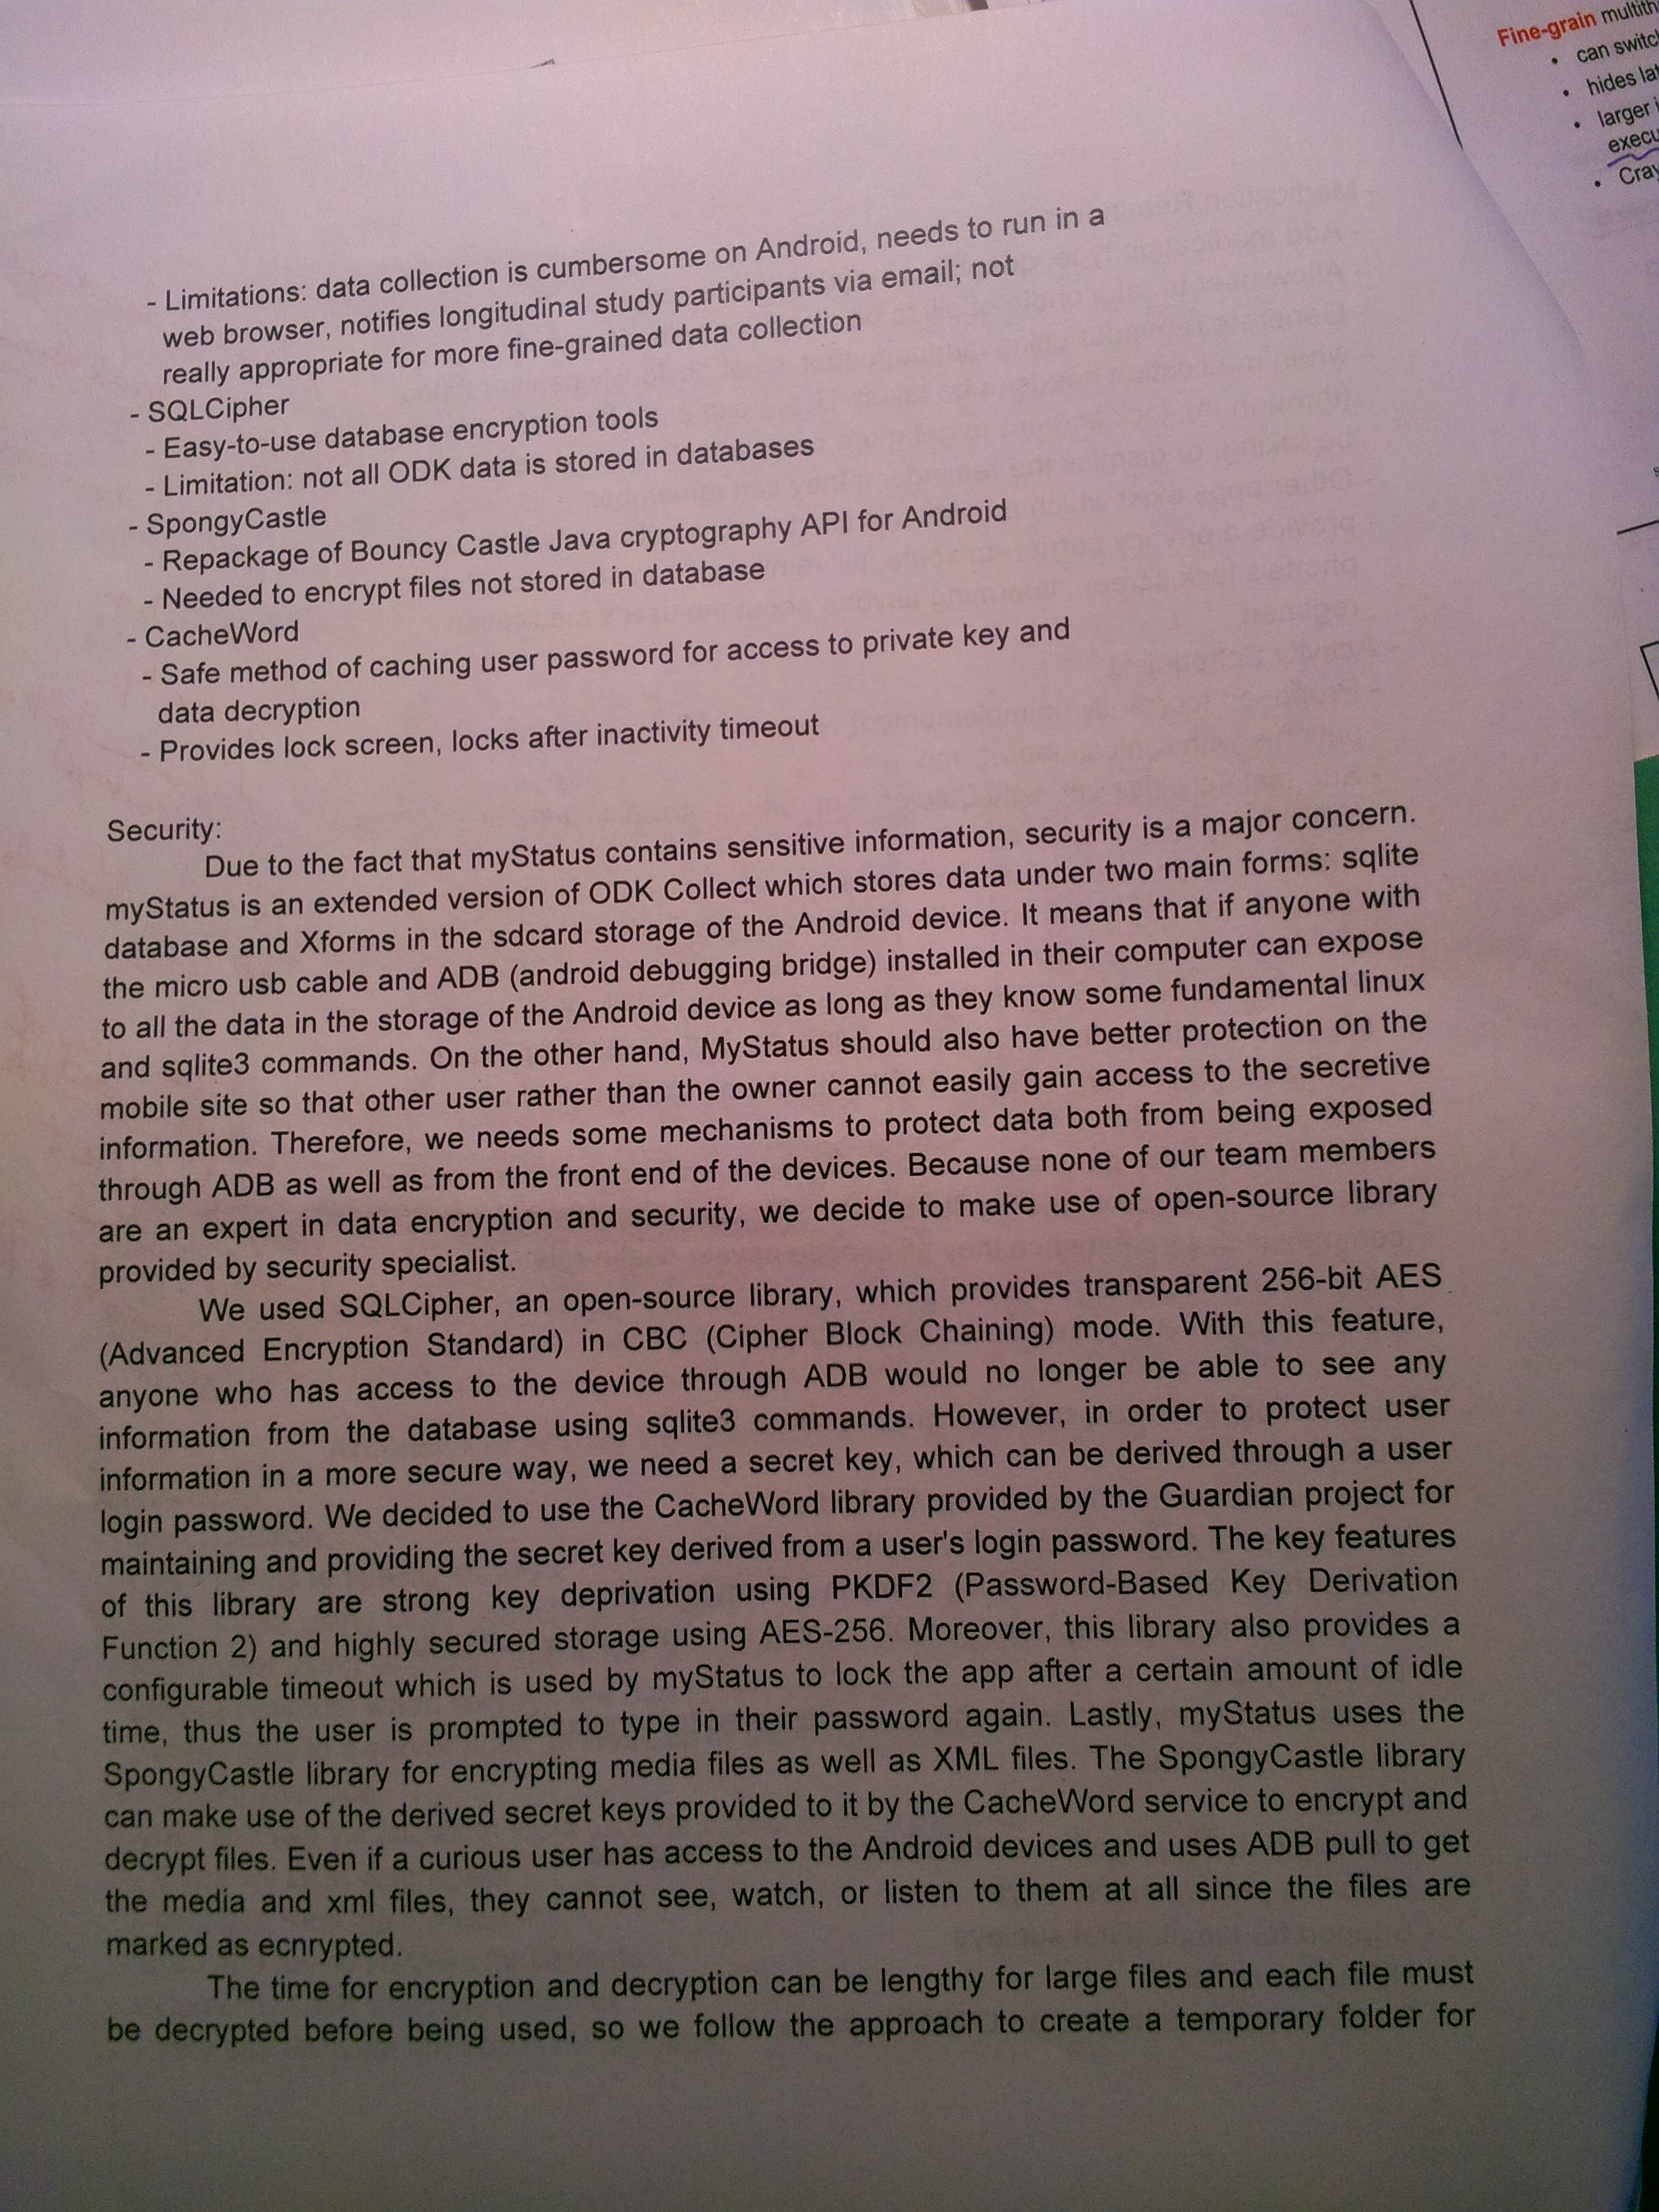 - Limitations: data collection is cumbersome on Android, needs to run in a
web browser, notifies longitudinal study participants via email; not
really appropriate for more fine-grained data collection
- SQLCipher
- Easy-to-use database encryption tools
- Limitation: not all ODK data is stored in databases
- SpongyCastle
- Repackage of Bouncy Castle Java cryptography API for Android
- Needed to encrypt files not stored in database
- CacheWord
- Safe method of caching user password for access to private key and
data decryption
- Provides lock screen, locks after inactivity timeout
Security:
Due to the fact that myStatus contains sensitive information, security is a major concern.
myStatus is an extended version of ODK Collect which stores data under two main forms: sqlite
database and Xforms in the sdcard storage of the Android device. It means that if anyone with
the micro usb cable and ADB (android debugging bridge) installed in their computer can expose
to all the data in the storage of the Android device as long as they know some fundamental linux
and sqlite3 commands. On the other hand, MyStatus should also have better protection on the
mobile site so that other user rather than the owner cannot easily gain access to the secretive
information. Therefore, we needs some mechanisms to protect data both from being exposed
through ADB as well as from the front end of the devices. Because none of our team members
are an expert in data encryption and security, we decide to make use of open-source library
provided by security specialist.
We used SQLCipher, an open-source library, which provides transparent 256-bit AES
(Advanced Encryption Standard) in CBC (Cipher Block Chaining) mode. With this feature,
anyone who has access to the device through ADB would no longer be able to see any
information from the database using sqlite3 commands. However, in order to protect user
information in a more secure way, we need a secret key, which can be derived through a user
login password. We decided to use the CacheWord library provided by the Guardian project for
maintaining and providing the secret key derived from a user's login password. The key features
of this library are strong key deprivation using PKDF2 (Password-Based Key Derivation
Function 2) and highly secured storage using AES-256. Moreover, this library also provides a
configurable timeout which is used by myStatus to lock the app after a certain amount of idle
time, thus the user is prompted to type in their password again. Lastly, myStatus uses the
SpongyCastle library for encrypting media files as well as XML files. The SpongyCastle library
can make use of the derived secret keys provided to it by the CacheWord service to encrypt and
decrypt files. Even if a curious user has access to the Android devices and uses ADB pull to get
the media and xml files, they cannot see, watch, or listen to them at all since the files are
marked as ecnrypted.
The time for encryption and decryption can be lengthy for large files and each file must
be decrypted before being used, so we follow the approach to create a temporary folder for
Fine-grain
can
hides
larger